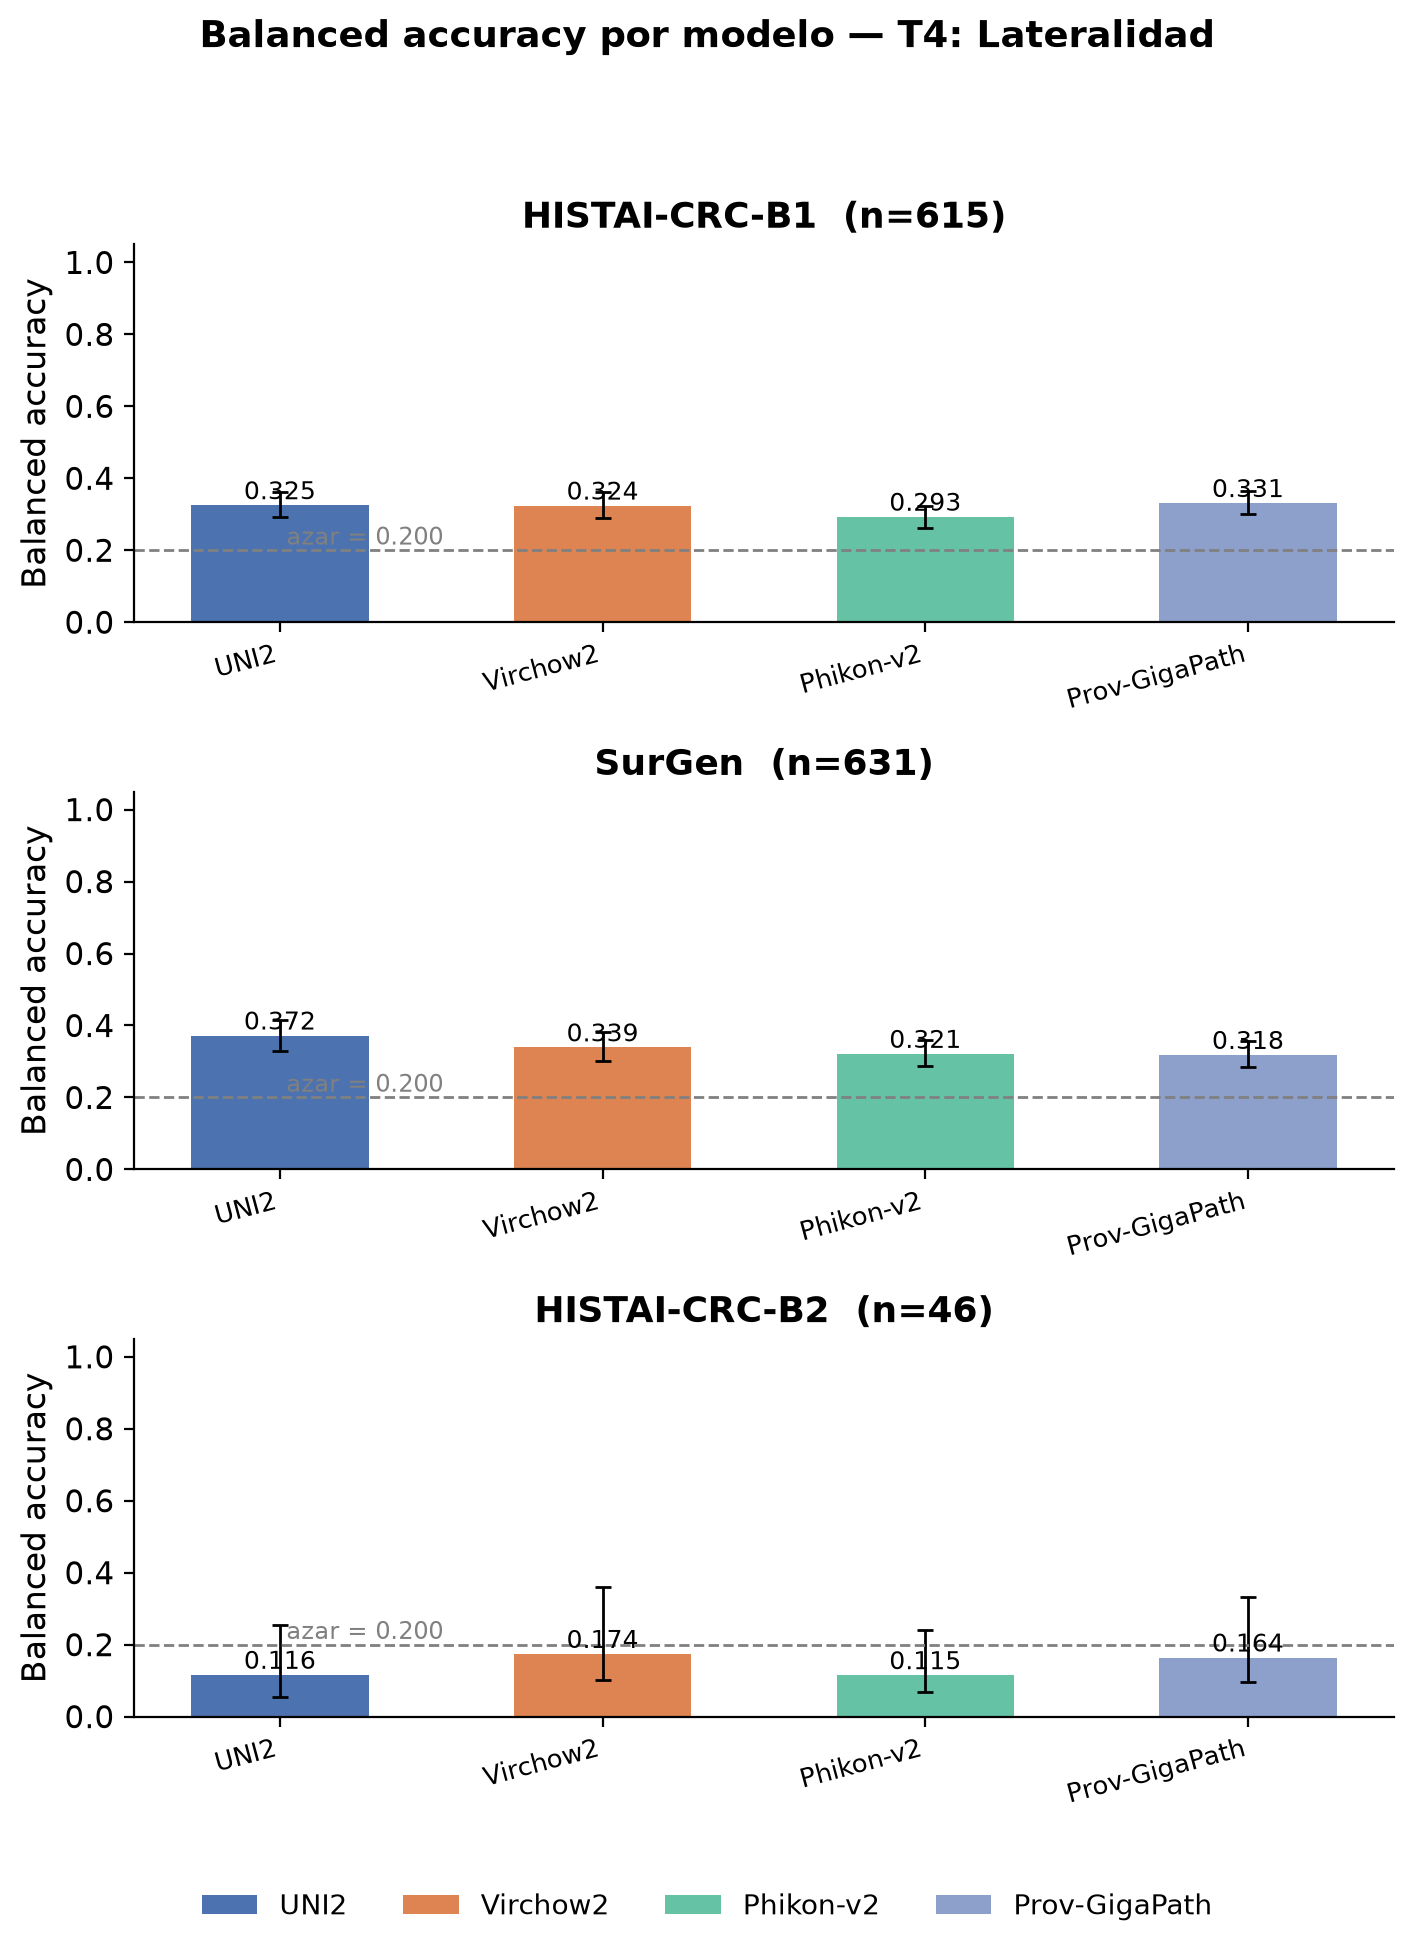 Balanced accuracy por modelo — T4: Lateralidad
HISTAI-CRC-B1 (n=615)
Balanced accuracy
1.0
0.8
0.6
0.4
0.2
0.0
0.325
0.324
0.293
0.331
azar = 0.200
UNI2
Virchow2
Phikon-v2
Prov-GigaPath
SurGen (n=631)
Balanced accuracy
1.0
0.8
0.6
0.4
0.2
0.0
0.372
0.339
0.321
0.318
azar = 0.200
UNI2
Virchow2
Phikon-v2
Prov-GigaPath
HISTAI-CRC-B2 (n=46)
Balanced accuracy
1.0
0.8
0.6
0.4
0.2
0.0
azar = 0.200
0.116
0.174
0.115
0.164
UNI2
Virchow2
Phikon-v2
Prov-GigaPath
UNI2 Virchow2 Phikon-v2 Prov-GigaPath